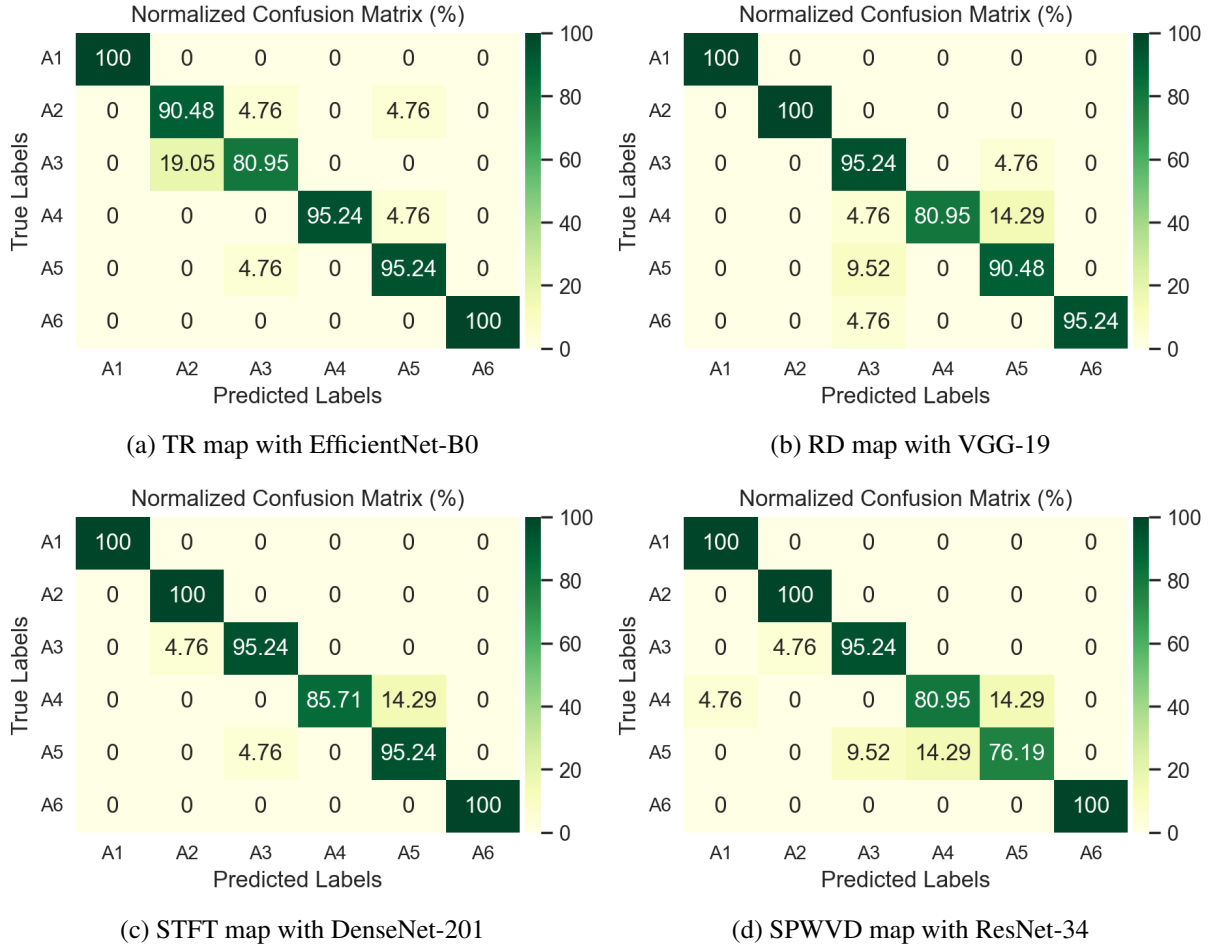 Normalized Confusion Matrix (%)
A1 100 0 0 0 0 0 100
A2 0 90.48 4.76 0 4.76 0 80
A3 0 19.05 80.95 0 0 0 60
A4 0 0 0 95.24 4.76 0 40
A5 0 0 4.76 0 95.24 0 20
A6 0 0 0 0 0 100 0
A1 A2 A3 A4 A5 A6
True Labels
Predicted Labels
(a) TR map with EfficientNet-B0
Normalized Confusion Matrix (%)
A1 100 0 0 0 0 0 100
A2 0 100 0 0 0 0 80
A3 0 0 95.24 0 4.76 0 60
A4 0 0 4.76 80.95 14.29 0 40
A5 0 0 9.52 0 90.48 0 20
A6 0 0 4.76 0 0 95.24 0
A1 A2 A3 A4 A5 A6
True Labels
Predicted Labels
(b) RD map with VGG-19
Normalized Confusion Matrix (%)
A1 100 0 0 0 0 0 100
A2 0 100 0 0 0 0 80
A3 0 4.76 95.24 0 0 0 60
A4 0 0 0 85.71 14.29 0 40
A5 0 0 4.76 0 95.24 0 20
A6 0 0 0 0 0 100 0
A1 A2 A3 A4 A5 A6
True Labels
Predicted Labels
(c) STFT map with DenseNet-201
Normalized Confusion Matrix (%)
A1 100 0 0 0 0 0 100
A2 0 100 0 0 0 0 80
A3 0 4.76 95.24 0 0 0 60
A4 4.76 0 0 80.95 14.29 0 40
A5 0 0 9.52 14.29 76.19 0 20
A6 0 0 0 0 0 100 0
A1 A2 A3 A4 A5 A6
True Labels
Predicted Labels
(d) SPWVD map with ResNet-34